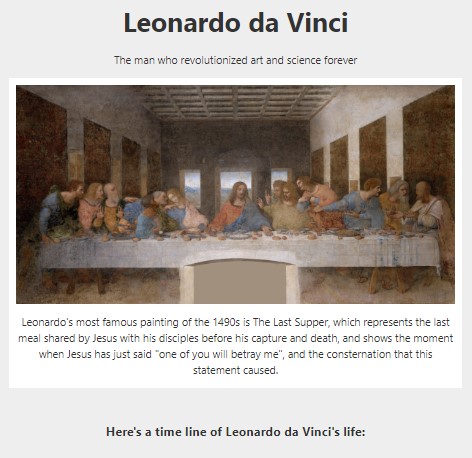 Leonardo da Vinci
The man who revolutionized art and science forever
Leonardo's most famous painting of the 1490s is The Last Supper, which represents the last
meal shared by Jesus with his disciples before his capture and death, and shows the moment
when Jesus has just said "one of you will betray me", and the consternation that this
statement caused.
Here's a time line of Leonardo da Vinci's life: